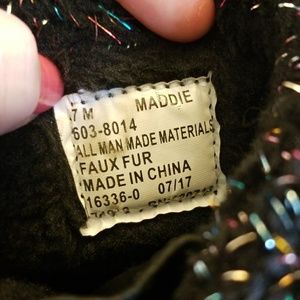 7 M MADDIE
603-8014
ALL MAN MADE MATERIALS
FAUX FUR
MADE IN CHINA
16336-0 07/17